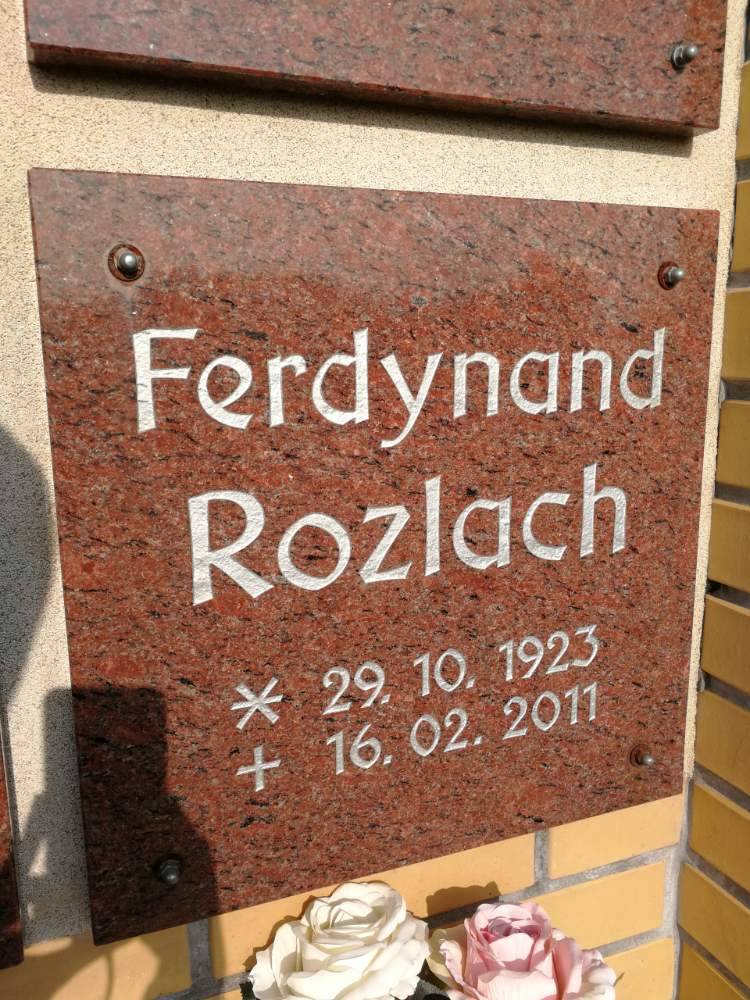 Ferdynand
Rozlach
* 29. 10. 1923
+ 16. 02. 2011